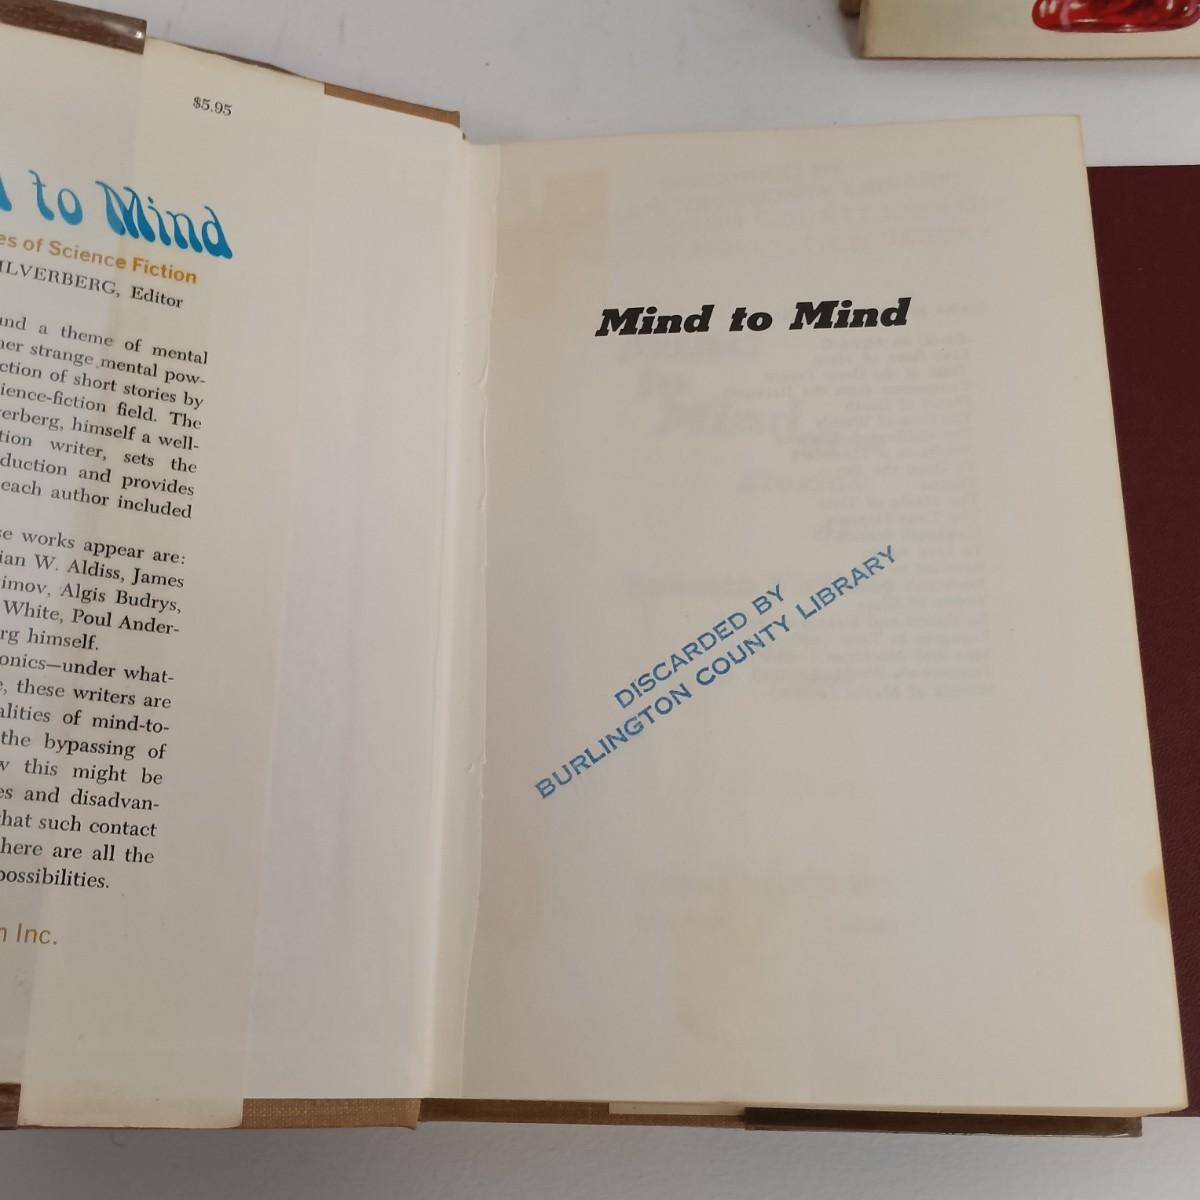 $5.95
to Mind
of Science Fiction
ILVERBERG, Editor
a theme of mental
strange mental pow-
ction of short stories by
ience-fiction field. The
erberg, himself a well-
tion writer, sets the
duction and provides
each author included
works appear are:
ian W. Aldiss, James
imov, Algis Budrys,
White, Poul Ander-
rg himself.
onics—under what-
, these writers are
alities of mind-to-
the bypassing of
this might be
es and disadvan-
hat such contact
here are all the
possibilities.
Inc.
Mind to Mind
DISCARDED BY
BURLINGTON COUNTY LIBRARY